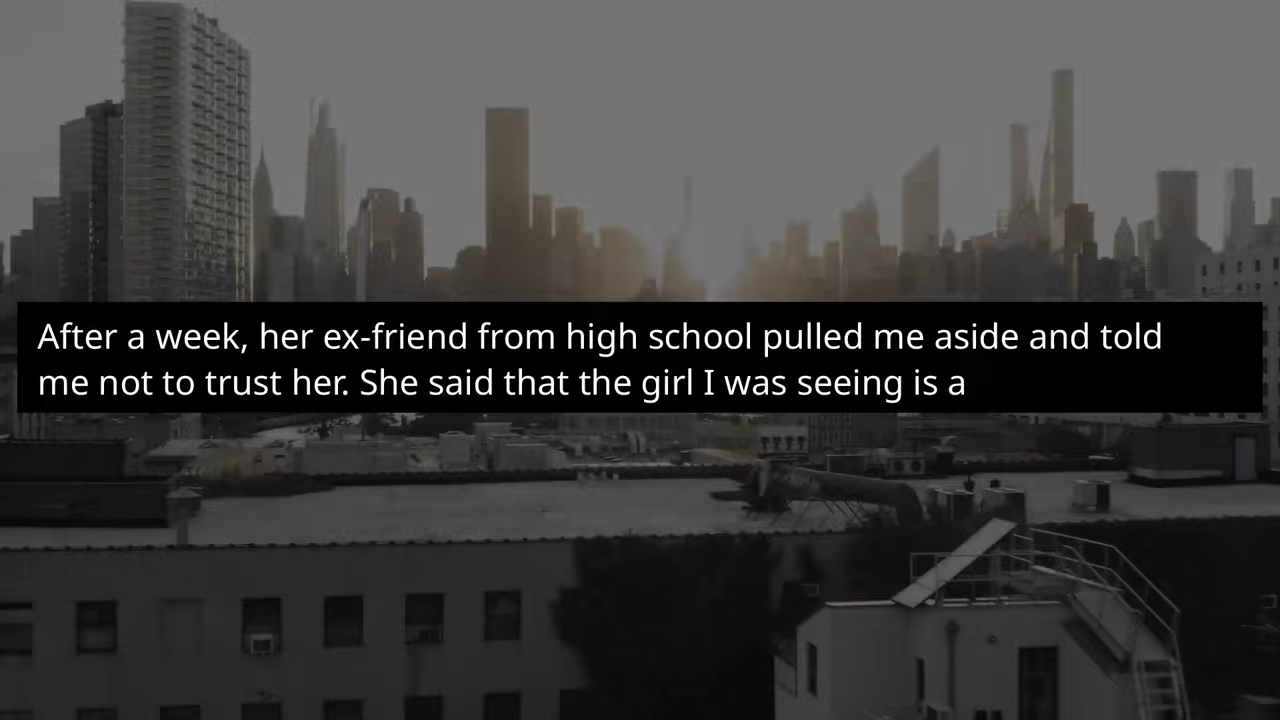 After a week, her ex-friend from high school pulled me aside and told
me not to trust her. She said that the girl I was seeing is a